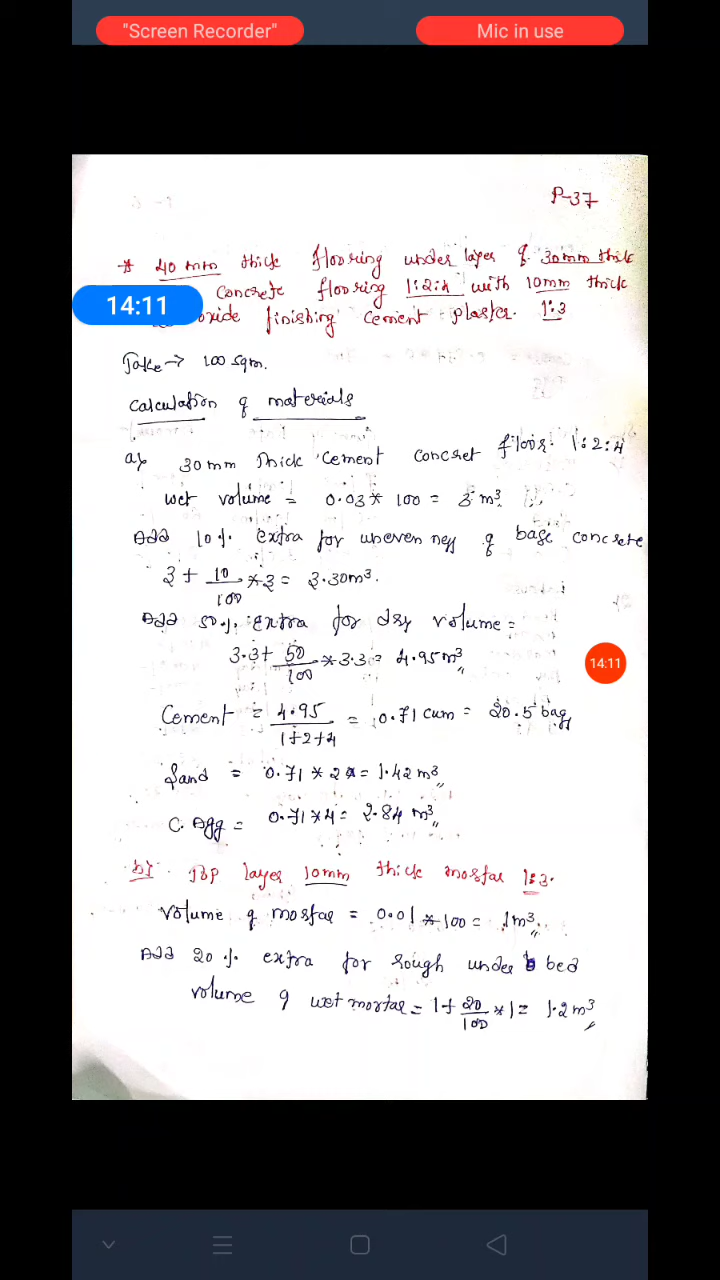 "Screen Recorder"
Mic in use
P-37
* 40 mm thick flooring under layer of 30mm thick
concrete flooring 1:2:4 with 10mm thick
14:11
oxide finishing cement plaster. 1:3
Take → 100 sqm.
Calculation of materials
a) 30mm thick cement concret floor. 1:2:4
wet volume = 0.03 * 100 = 3 m³
Add 10% extra for uneven ness of base concrete
3 + 10/100 * 3 = 3.30m³.
Add 50% extra for dry volume =
3.3 + 50/100 * 3.3 = 4.95 m³
14:11
Cement = 4.95/1+2+4 = 0.71 cum = 20.5 bag
Sand = 0.71 * 2 = 1.42 m³
C. Agg = 0.71 * 4 = 2.84 m³
b) Top layer 10mm thick mortar 1:3.
Volume of mortar = 0.01 * 100 = 1m³
Add 20% extra for rough under bed
volume of wet mortar = 1 + 20/100 * 1 = 1.2 m³